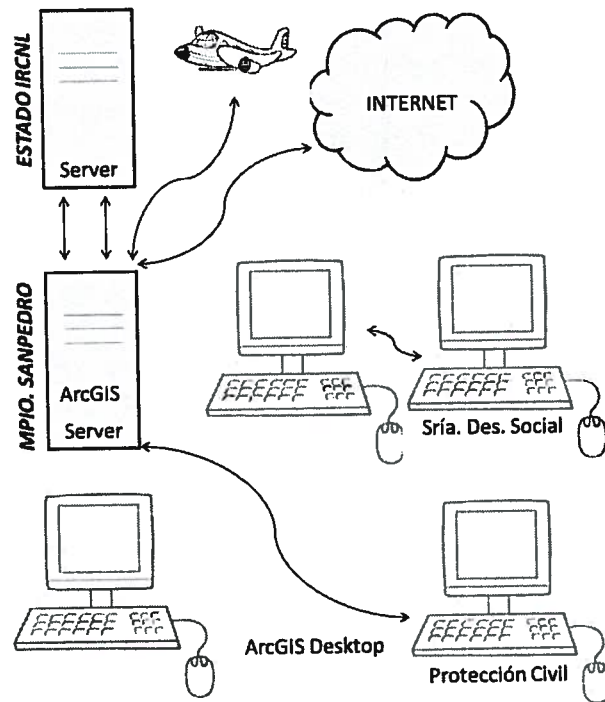 ESTADO IRCNL
Server
INTERNET
MPIO. SANPEDRO
ArcGIS
Server
Sría. Des. Social
ArcGIS Desktop
Protección Civil